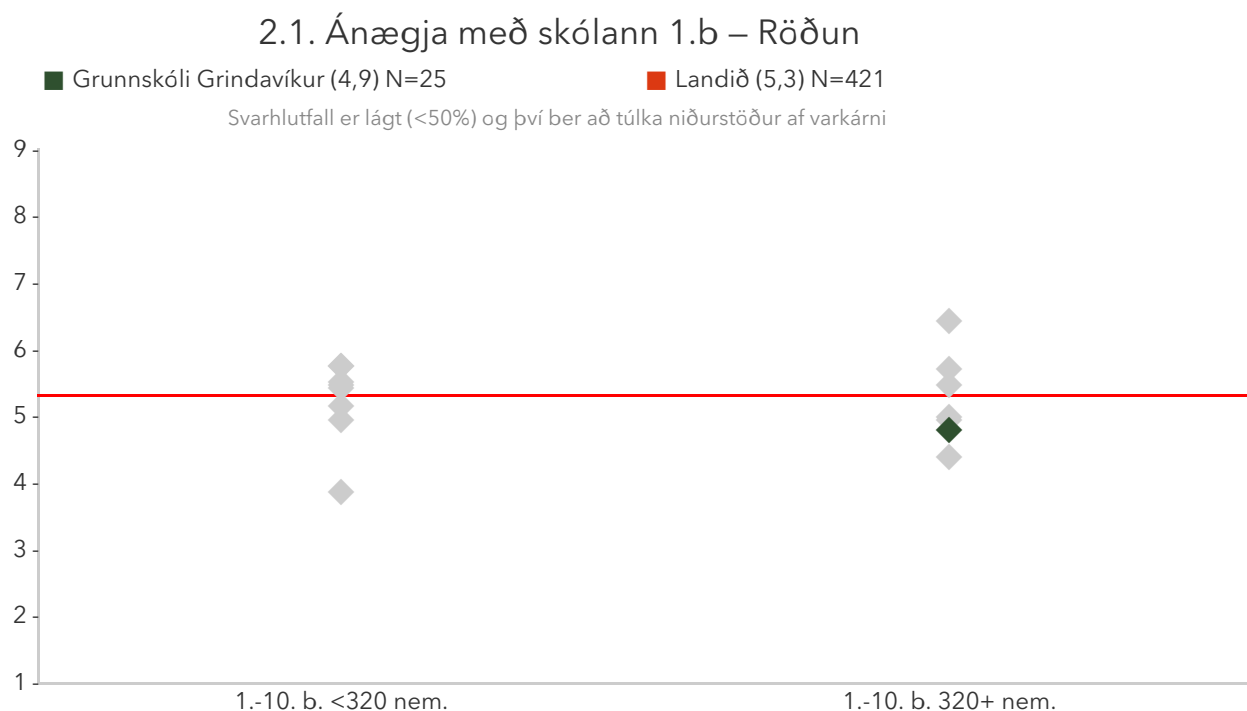 2.1. Ánægja með skólann 1.b – Röðun
Grunnskóli Grindavíkur (4,9) N=25
Landið (5,3) N=421
Svarhlutfall er lágt (<50%) og því ber að túlka niðurstöður af varkárni
9
8
7
6
5
4
3
2
1
1.-10. b. <320 nem.
1.-10. b. 320+ nem.